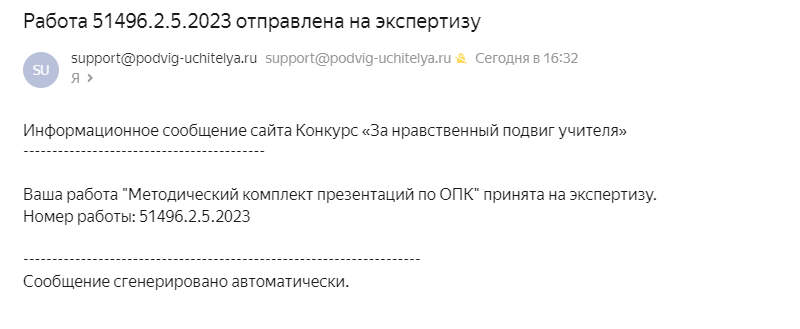 Работа 51496.2.5.2023 отправлена на экспертизу
SU
support@podvig-uchitelya.ru support@podvig-uchitelya.ru Сегодня в 16:32
Я >
Информационное сообщение сайта Конкурс «За нравственный подвиг учителя»
------------------------------------------
Ваша работа "Методический комплект презентаций по ОПК" принята на экспертизу.
Номер работы: 51496.2.5.2023
---------------------------------------------------------------------
Сообщение сгенерировано автоматически.